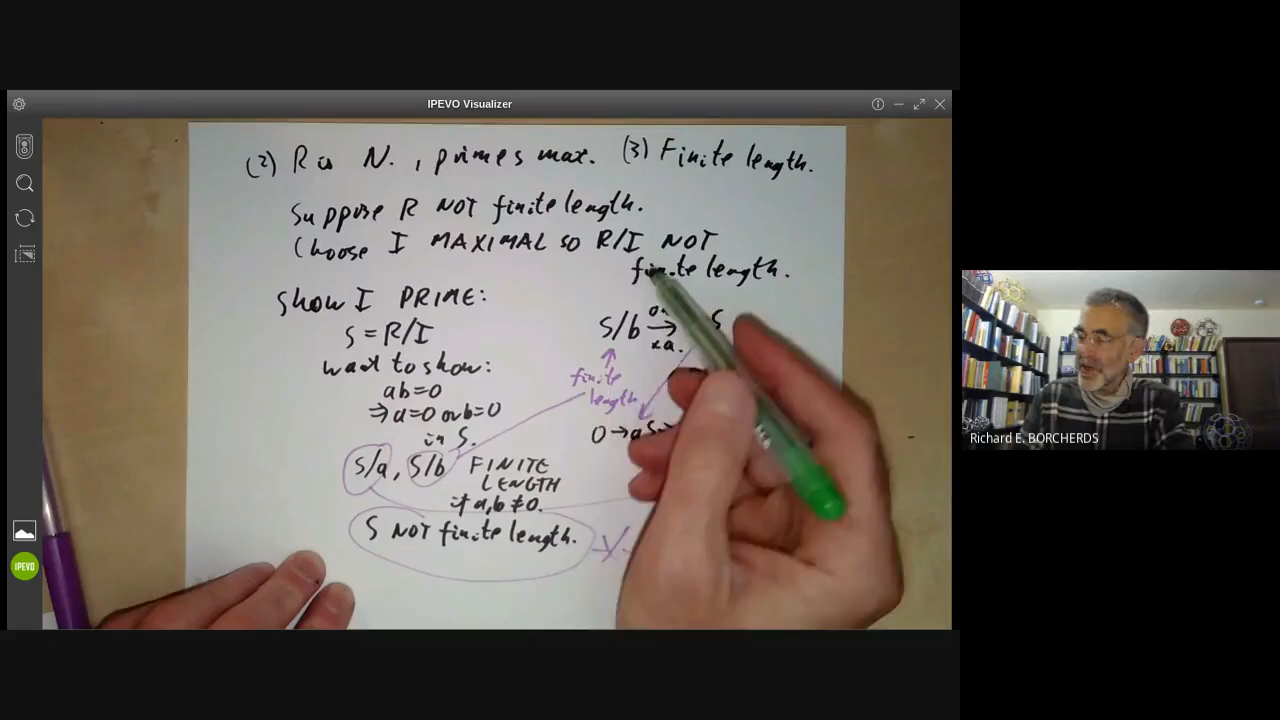 IPEVO Visualizer
(2) R is N. , primes max. (3) Finite length.
Suppose R NOT finite length.
Choose I MAXIMAL so R/I NOT
finite length.
Show I PRIME:
S = R/I
want to show:
ab=0
⇒ a=0 or b=0
in S.
S/a, S/b FINITE
LENGTH
if a,b ≠ 0.
S NOT finite length.
S/b → S
×a.
finite
length
0 → aS
IPEVO
Richard E. BORCHERDS